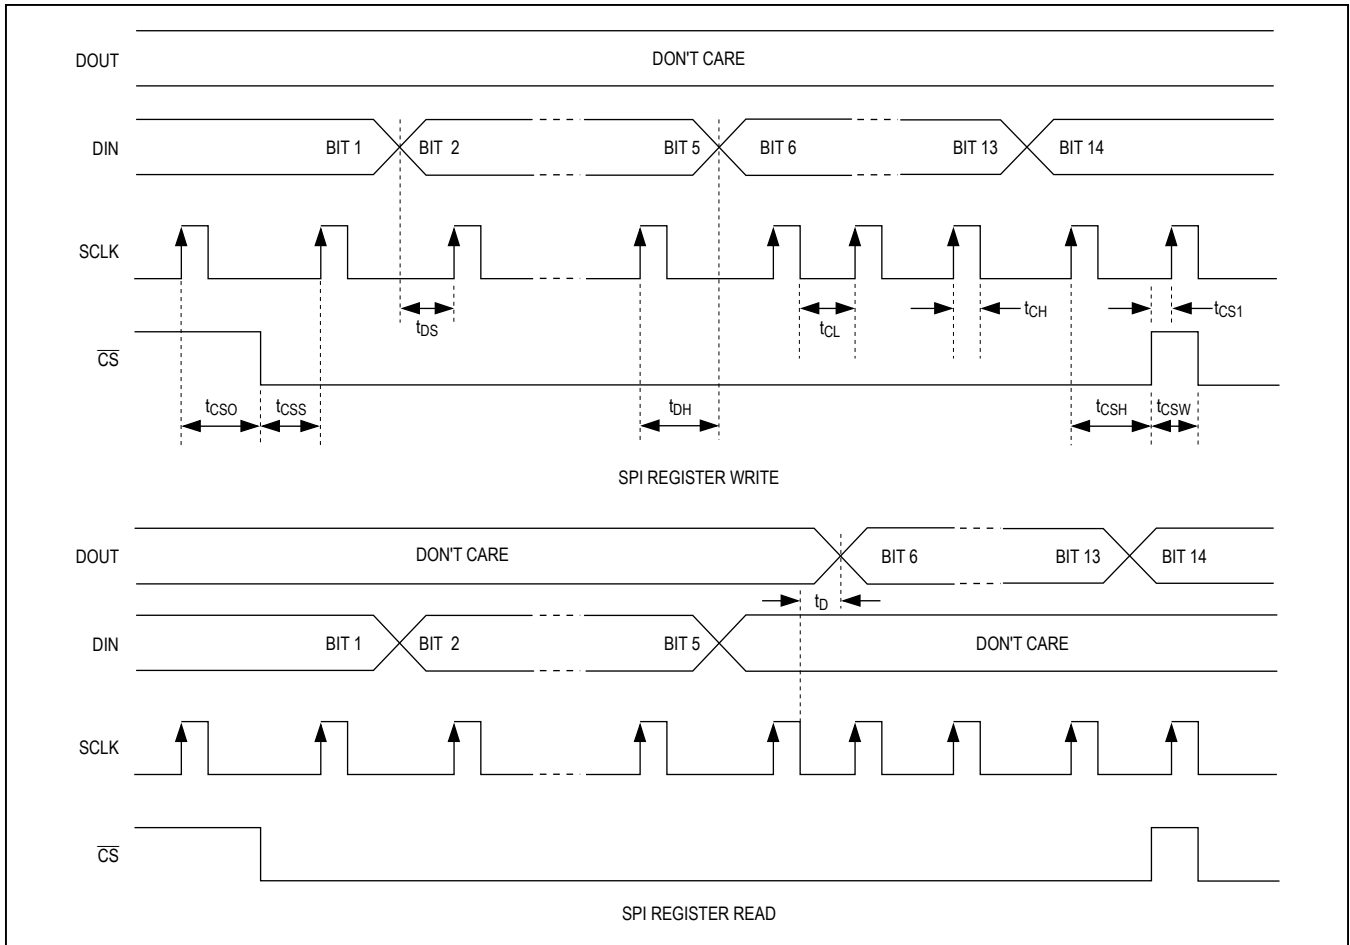 DOUT DON'T CARE
DIN BIT 1 BIT 2 BIT 5 BIT 6 BIT 13 BIT 14
SCLK
tDS tCL tCH tCS1
CS
tCSO tCSS tDH tCSH tCSW
SPI REGISTER WRITE
DOUT DON'T CARE BIT 6 BIT 13 BIT 14
tD
DIN BIT 1 BIT 2 BIT 5 DON'T CARE
SCLK
CS
SPI REGISTER READ